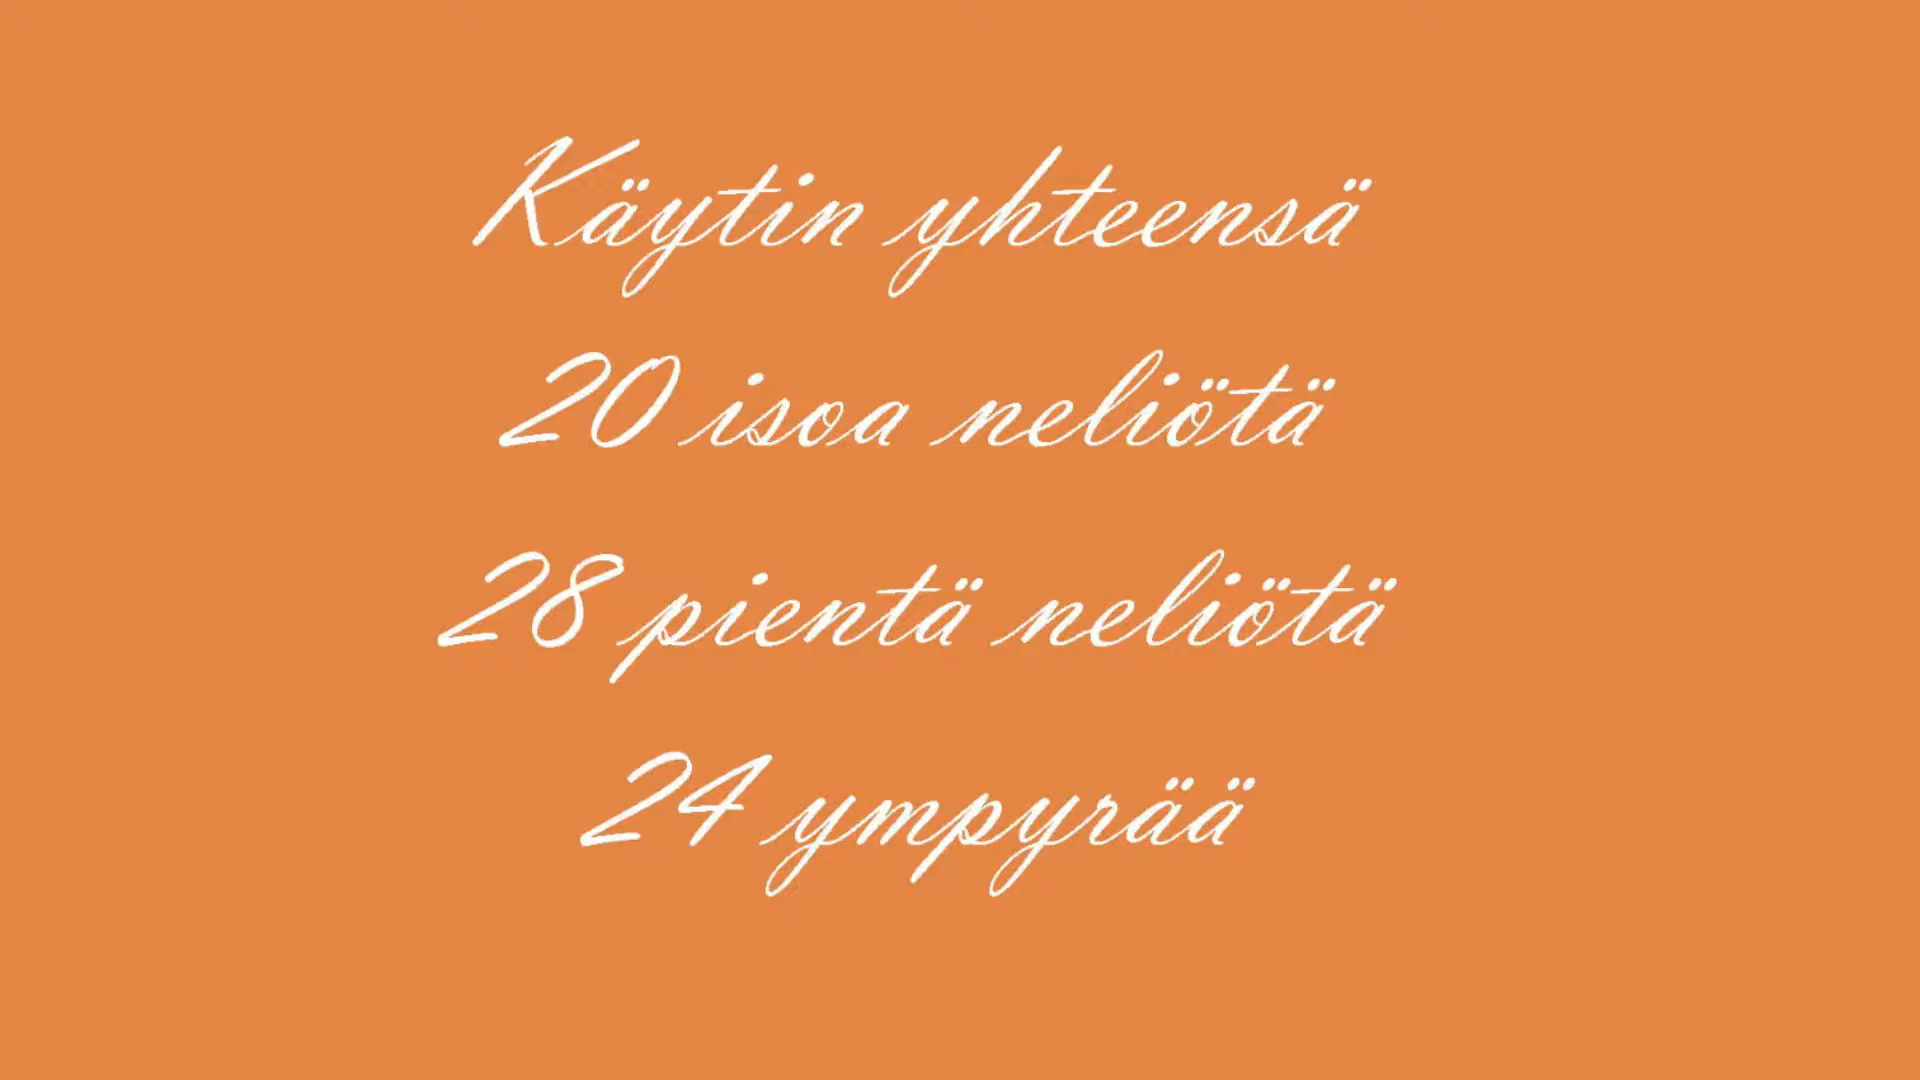 Käytin yhteensä
20 isoa neliötä
28 pientä neliötä
24 ympyrää